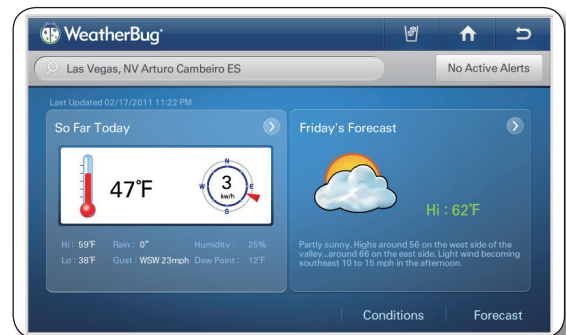 WeatherBug
Las Vegas, NV Arturo Cambeiro ES
No Active Alerts
Last Updated 02/17/2011 11:22 PM
So Far Today
47°F
N
W 3 E
km/h
S
Hi : 59°F Rain : 0" Humidity : 25%
Lo : 38°F Gust : WSW 23mph Dew Point : 12°F
Friday's Forecast
Hi : 62°F
Partly sunny. Highs around 56 on the west side of the
valley...around 66 on the east side. Light wind becoming
southeast 10 to 15 mph in the afternoon.
Conditions
Forecast